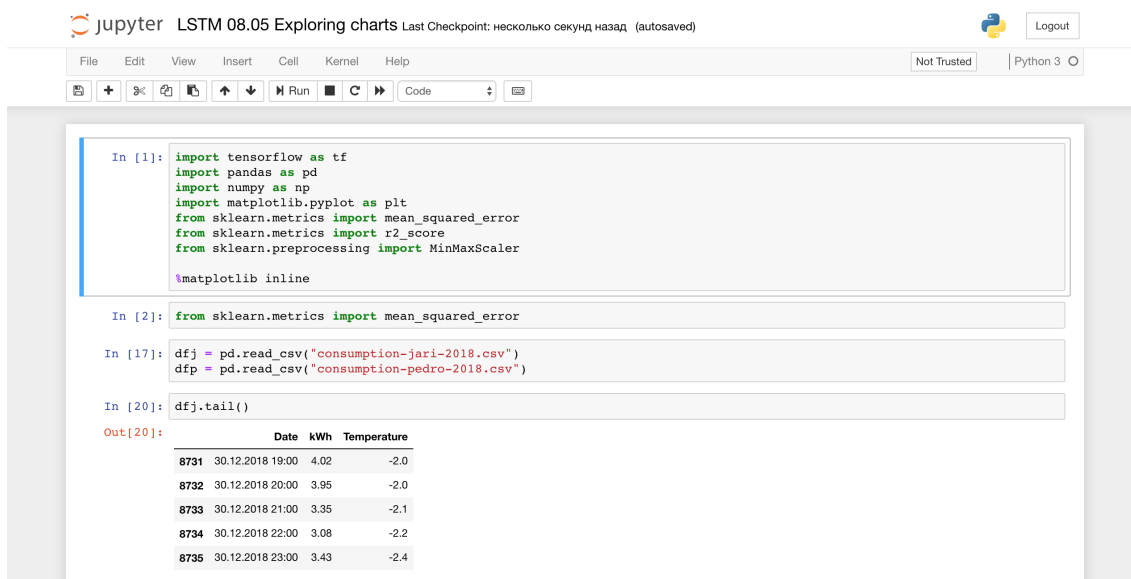 jupyter LSTM 08.05 Exploring charts Last Checkpoint: несколько секунд назад (autosaved)
Logout
File Edit View Insert Cell Kernel Help
Not Trusted Python 3
Run Code
In [1]: import tensorflow as tf
import pandas as pd
import numpy as np
import matplotlib.pyplot as plt
from sklearn.metrics import mean_squared_error
from sklearn.metrics import r2_score
from sklearn.preprocessing import MinMaxScaler
%matplotlib inline
In [2]: from sklearn.metrics import mean_squared_error
In [17]: dfj = pd.read_csv("consumption-jari-2018.csv")
dfp = pd.read_csv("consumption-pedro-2018.csv")
In [20]: dfj.tail()
Out[20]:
Date kWh Temperature
8731 30.12.2018 19:00 4.02 -2.0
8732 30.12.2018 20:00 3.95 -2.0
8733 30.12.2018 21:00 3.35 -2.1
8734 30.12.2018 22:00 3.08 -2.2
8735 30.12.2018 23:00 3.43 -2.4